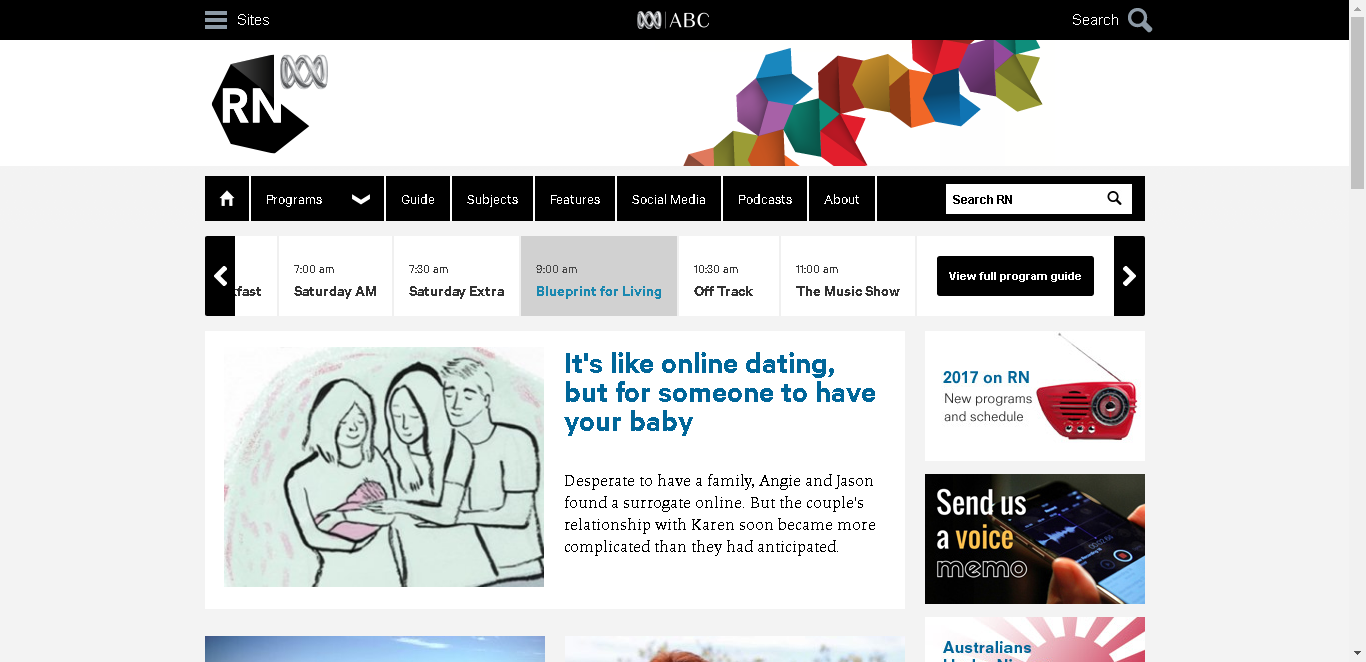 Sites
ABC
Search
RN
Programs
Guide
Subjects
Features
Social Media
Podcasts
About
Search RN
kfast
7:00 am
Saturday AM
7:30 am
Saturday Extra
9:00 am
Blueprint for Living
10:30 am
Off Track
11:00 am
The Music Show
View full program guide
It's like online dating,
but for someone to have
your baby
Desperate to have a family, Angie and Jason
found a surrogate online. But the couple's
relationship with Karen soon became more
complicated than they had anticipated.
2017 on RN
New programs
and schedule
Send us
a voice
memo
Australians